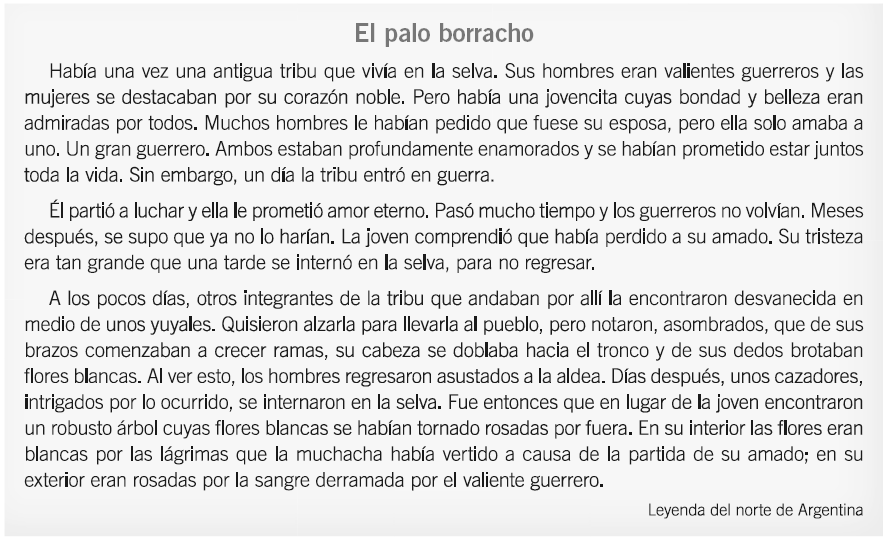 El palo borracho
Había una vez una antigua tribu que vivía en la selva. Sus hombres eran valientes guerreros y las
mujeres se destacaban por su corazón noble. Pero había una jovencita cuyas bondad y belleza eran
admiradas por todos. Muchos hombres le habían pedido que fuese su esposa, pero ella solo amaba a
uno. Un gran guerrero. Ambos estaban profundamente enamorados y se habían prometido estar juntos
toda la vida. Sin embargo, un día la tribu entró en guerra.
Él partió a luchar y ella le prometió amor eterno. Pasó mucho tiempo y los guerreros no volvían. Meses
después, se supo que ya no lo harían. La joven comprendió que había perdido a su amado. Su tristeza
era tan grande que una tarde se internó en la selva, para no regresar.
A los pocos días, otros integrantes de la tribu que andaban por allí la encontraron desvanecida en
medio de unos yuyales. Quisieron alzarla para llevarla al pueblo, pero notaron, asombrados, que de sus
brazos comenzaban a crecer ramas, su cabeza se doblaba hacia el tronco y de sus dedos brotaban
flores blancas. Al ver esto, los hombres regresaron asustados a la aldea. Días después, unos cazadores,
intrigados por lo ocurrido, se internaron en la selva. Fue entonces que en lugar de la joven encontraron
un robusto árbol cuyas flores blancas se habían tornado rosadas por fuera. En su interior las flores eran
blancas por las lágrimas que la muchacha había vertido a causa de la partida de su amado; en su
exterior eran rosadas por la sangre derramada por el valiente guerrero.
Leyenda del norte de Argentina